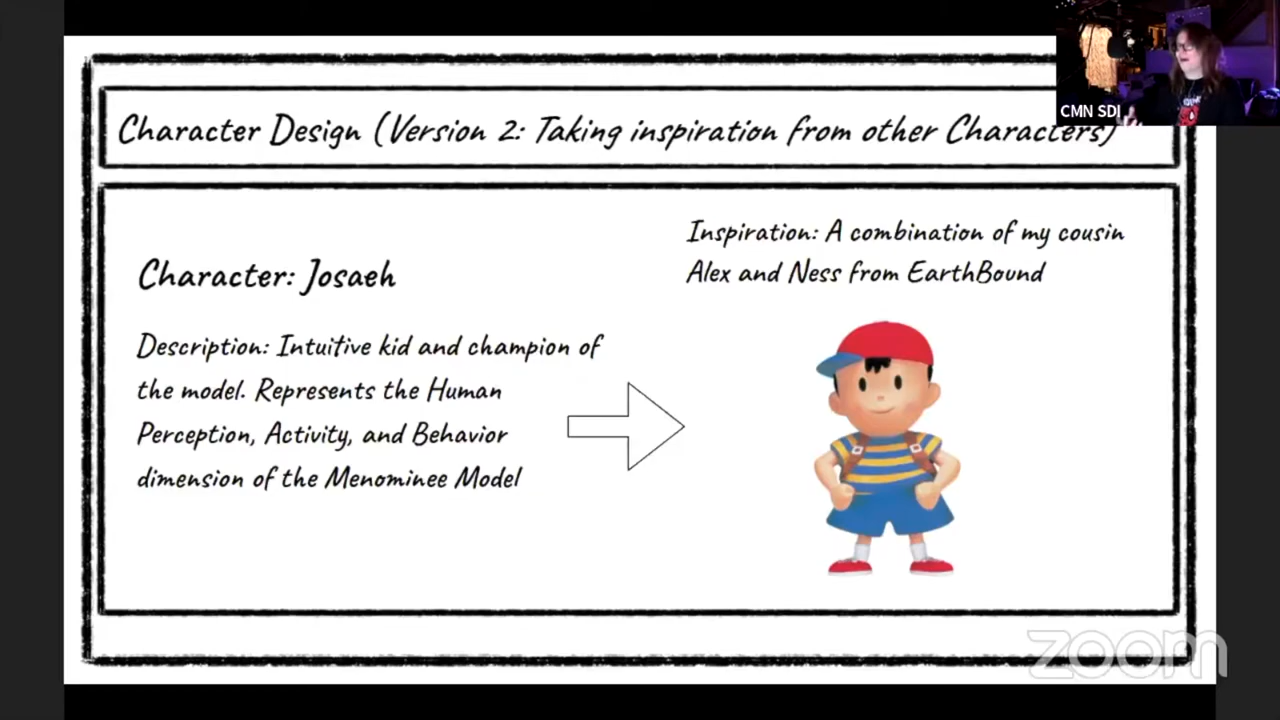 Character Design (Version 2: Taking inspiration from other Characters)
CMN SDI
Inspiration: A combination of my cousin
Alex and Ness from EarthBound
Character: Josaeh
Description: Intuitive kid and champion of
the model. Represents the Human
Perception, Activity, and Behavior
dimension of the Menominee Model
zoom